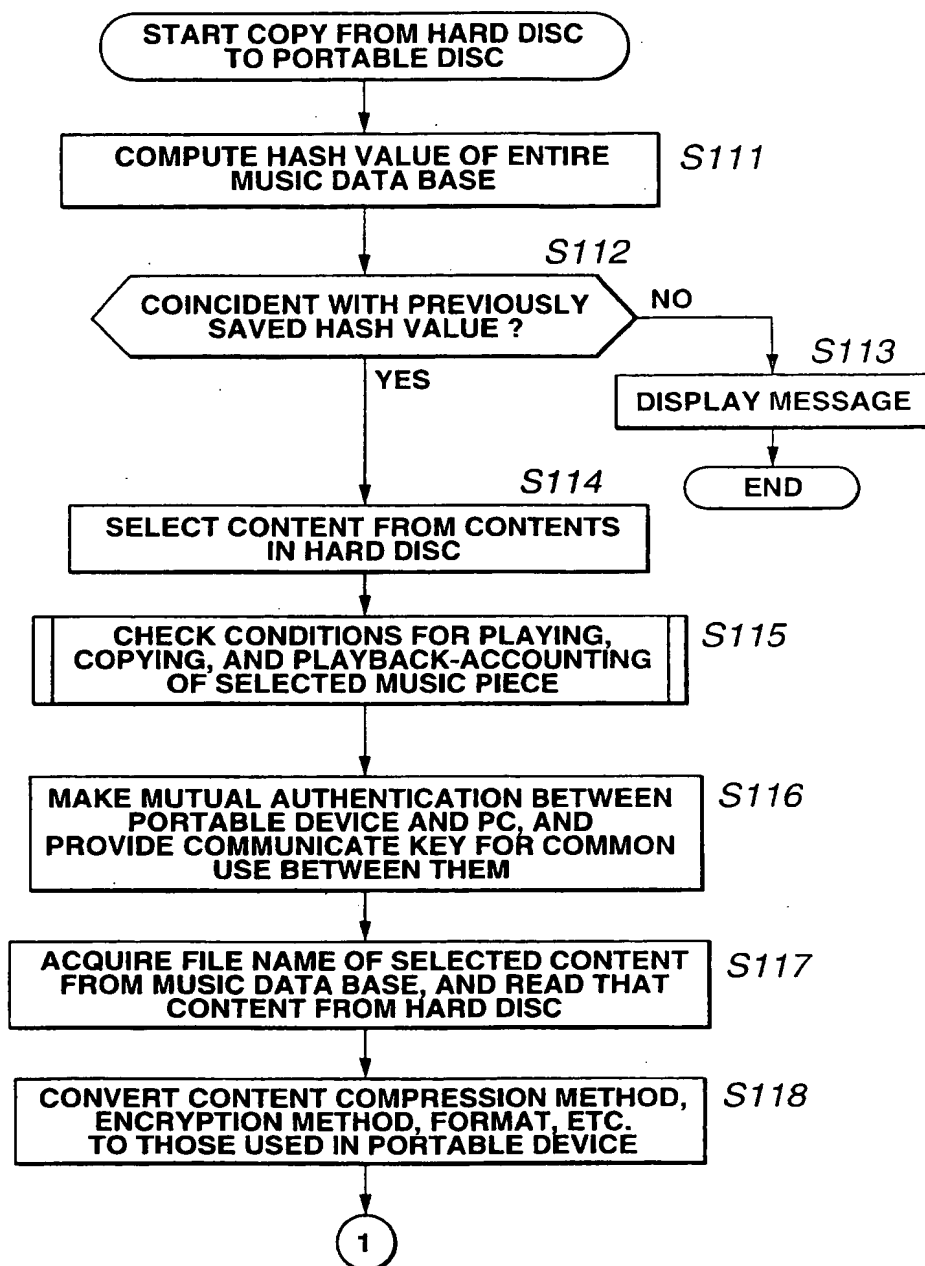 START COPY FROM HARD DISC
TO PORTABLE DISC
COMPUTE HASH VALUE OF ENTIRE
MUSIC DATA BASE
S111
S112
COINCIDENT WITH PREVIOUSLY
SAVED HASH VALUE ?
NO
YES
S113
DISPLAY MESSAGE
END
S114
SELECT CONTENT FROM CONTENTS
IN HARD DISC
CHECK CONDITIONS FOR PLAYING,
COPYING, AND PLAYBACK-ACCOUNTING
OF SELECTED MUSIC PIECE
S115
MAKE MUTUAL AUTHENTICATION BETWEEN
PORTABLE DEVICE AND PC, AND
PROVIDE COMMUNICATE KEY FOR COMMON
USE BETWEEN THEM
S116
ACQUIRE FILE NAME OF SELECTED CONTENT
FROM MUSIC DATA BASE, AND READ THAT
CONTENT FROM HARD DISC
S117
CONVERT CONTENT COMPRESSION METHOD,
ENCRYPTION METHOD, FORMAT, ETC.
TO THOSE USED IN PORTABLE DEVICE
S118
1